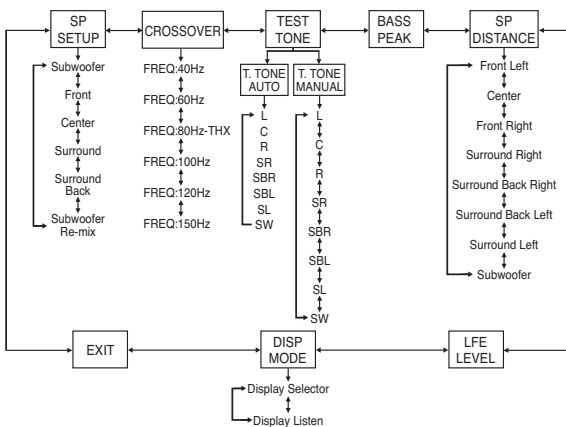 SP
SETUP
CROSSOVER
TEST
TONE
BASS
PEAK
SP
DISTANCE
Subwoofer
Front
Center
Surround
Surround
Back
Subwoofer
Re-mix
FREQ:40Hz
FREQ:60Hz
FREQ:80Hz-THX
FREQ:100Hz
FREQ:120Hz
FREQ:150Hz
T. TONE
AUTO
L
C
R
SR
SBR
SBL
SL
SW
T. TONE
MANUAL
L
C
R
SR
SBR
SBL
SL
SW
Front Left
Center
Front Right
Surround Right
Surround Back Right
Surround Back Left
Surround Left
Subwoofer
EXIT
DISP
MODE
LFE
LEVEL
Display Selector
Display Listen